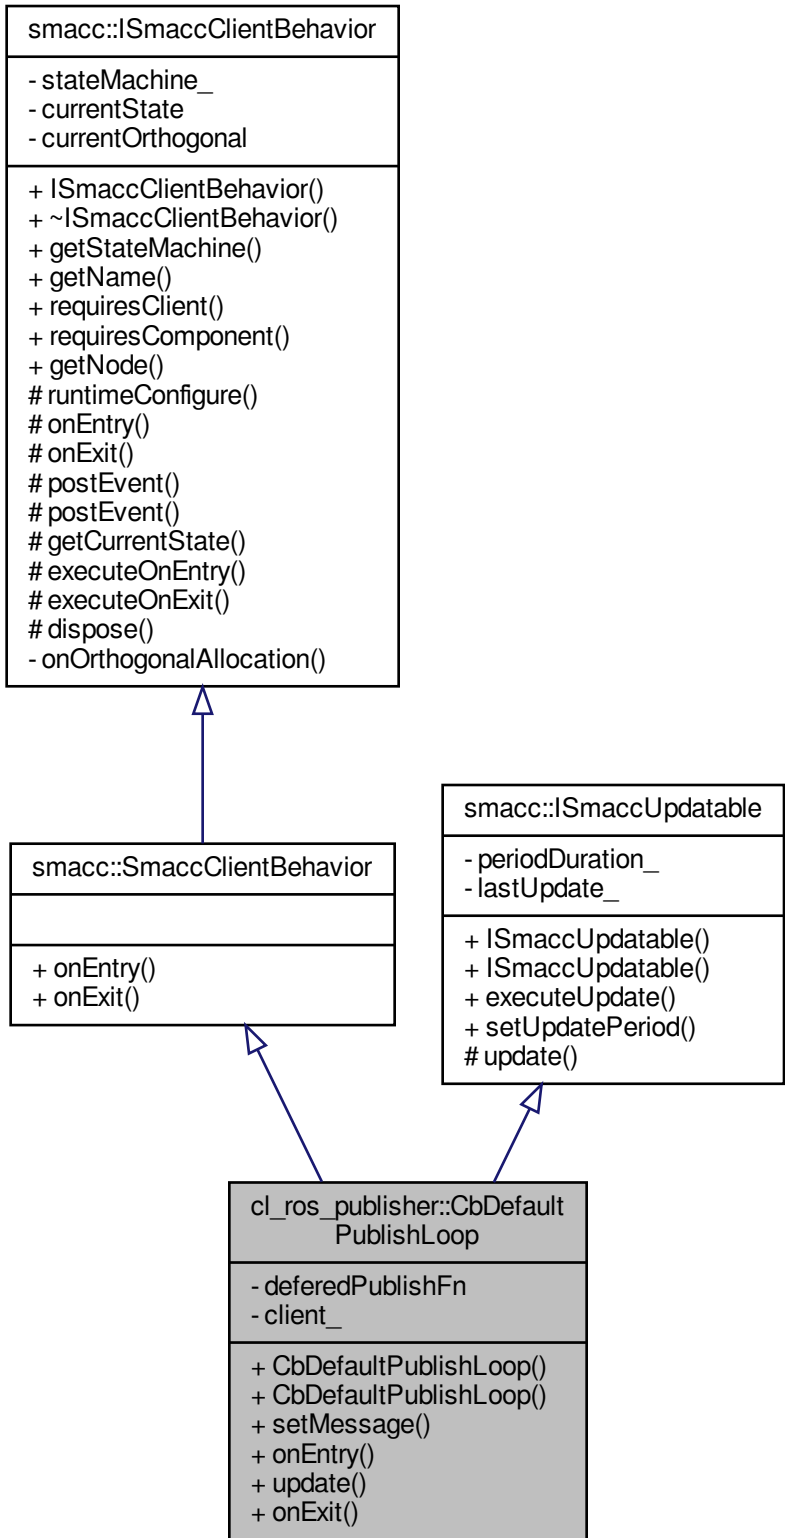 smacc::ISmaccClientBehavior
- stateMachine_
- currentState
- currentOrthogonal
+ ISmaccClientBehavior()
+ ~ISmaccClientBehavior()
+ getStateMachine()
+ getName()
+ requiresClient()
+ requiresComponent()
+ getNode()
# runtimeConfigure()
# onEntry()
# onExit()
# postEvent()
# postEvent()
# getCurrentState()
# executeOnEntry()
# executeOnExit()
# dispose()
- onOrthogonalAllocation()
smacc::SmaccClientBehavior
+ onEntry()
+ onExit()
smacc::ISmaccUpdatable
- periodDuration_
- lastUpdate_
+ ISmaccUpdatable()
+ ISmaccUpdatable()
+ executeUpdate()
+ setUpdatePeriod()
# update()
cl_ros_publisher::CbDefault
PublishLoop
- deferedPublishFn
- client_
+ CbDefaultPublishLoop()
+ CbDefaultPublishLoop()
+ setMessage()
+ onEntry()
+ update()
+ onExit()